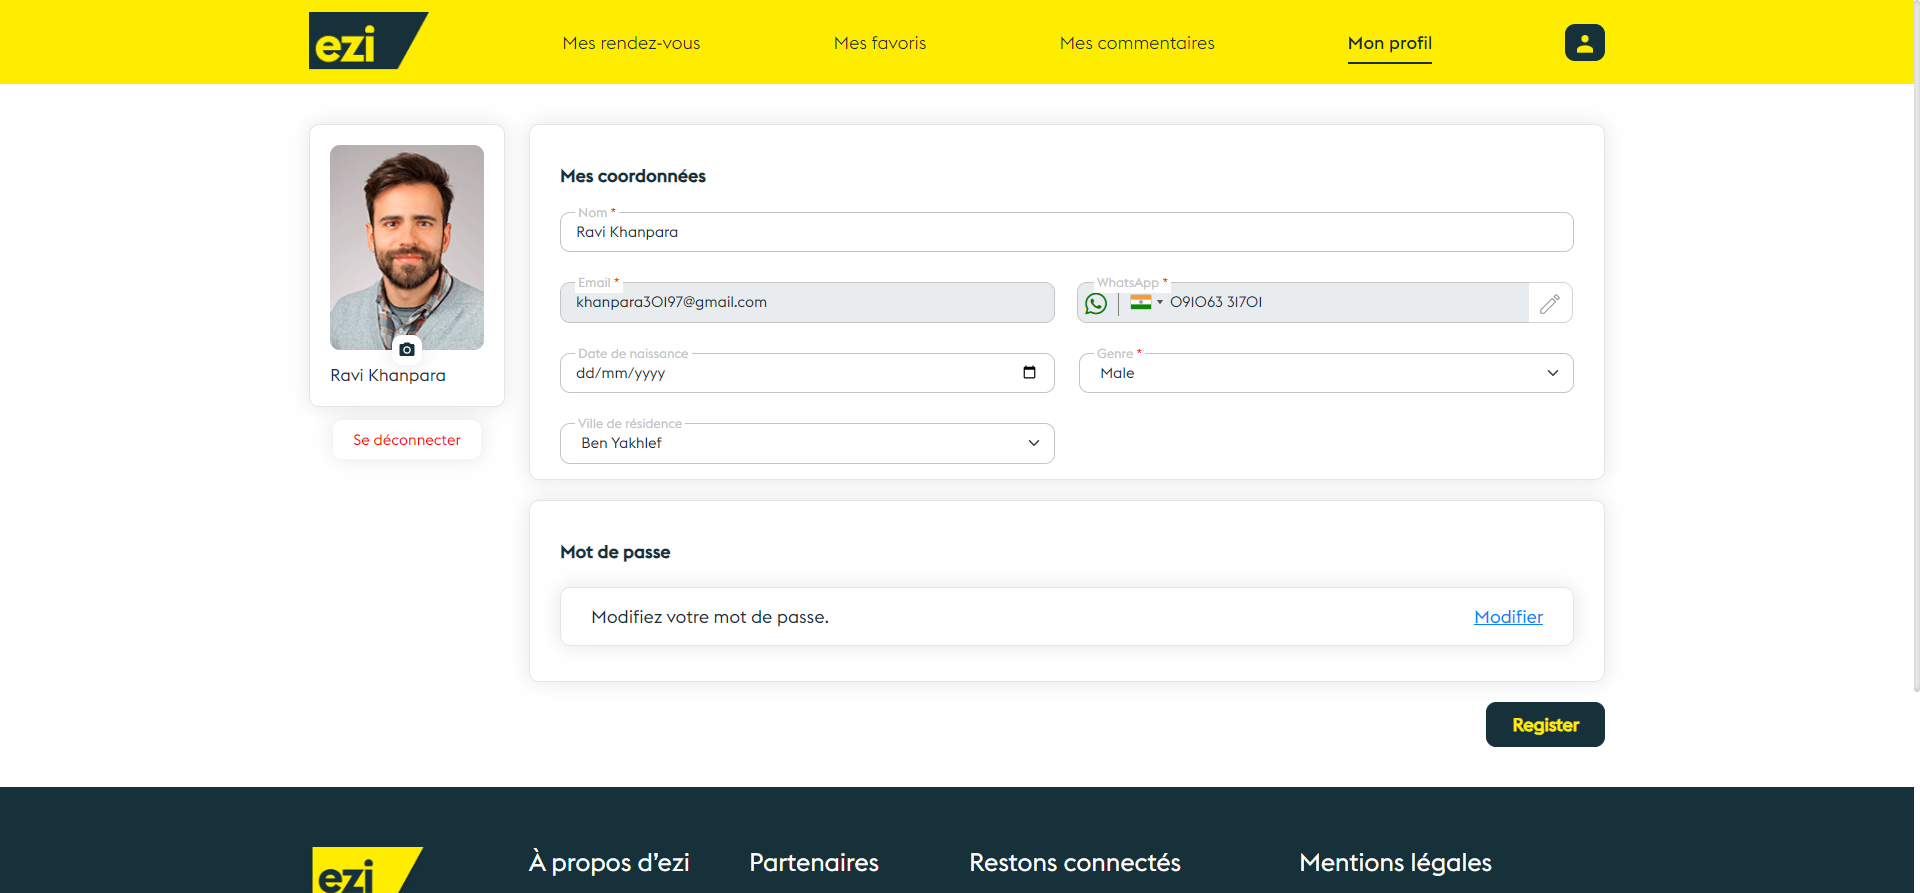 ezi
Mes rendez-vous
Mes favoris
Mes commentaires
Mon profil
Ravi Khanpara
Se déconnecter
Mes coordonnées
Nom *
Ravi Khanpara
Email *
khanpara30197@gmail.com
WhatsApp *
091063 31701
Date de naissance
dd/mm/yyyy
Genre *
Male
Ville de résidence
Ben Yakhlef
Mot de passe
Modifiez votre mot de passe.
Modifier
Register
ezi
À propos d’ezi
Partenaires
Restons connectés
Mentions légales